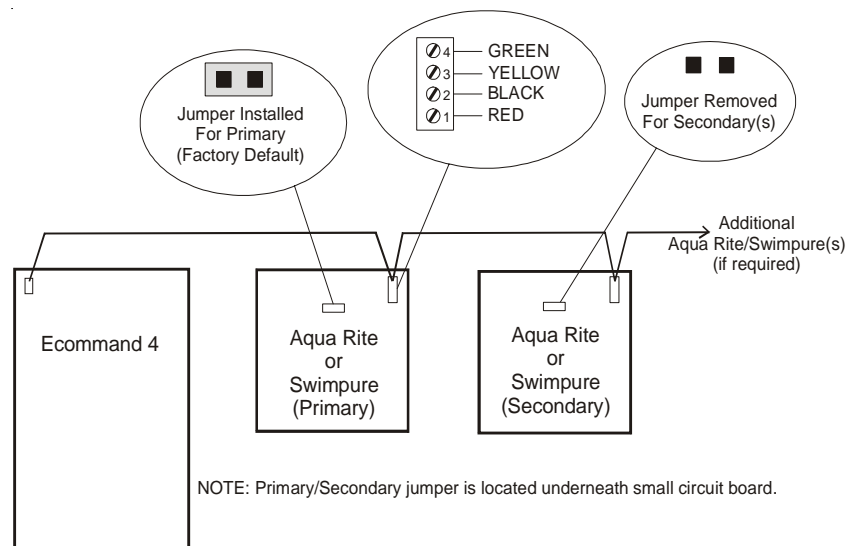 Jumper Installed
For Primary
(Factory Default)
4 GREEN
3 YELLOW
2 BLACK
1 RED
Jumper Removed
For Secondary(s)
Additional
Aqua Rite/Swimpure(s)
(if required)
Ecommand 4
Aqua Rite
or
Swimpure
(Primary)
Aqua Rite
or
Swimpure
(Secondary)
NOTE: Primary/Secondary jumper is located underneath small circuit board.